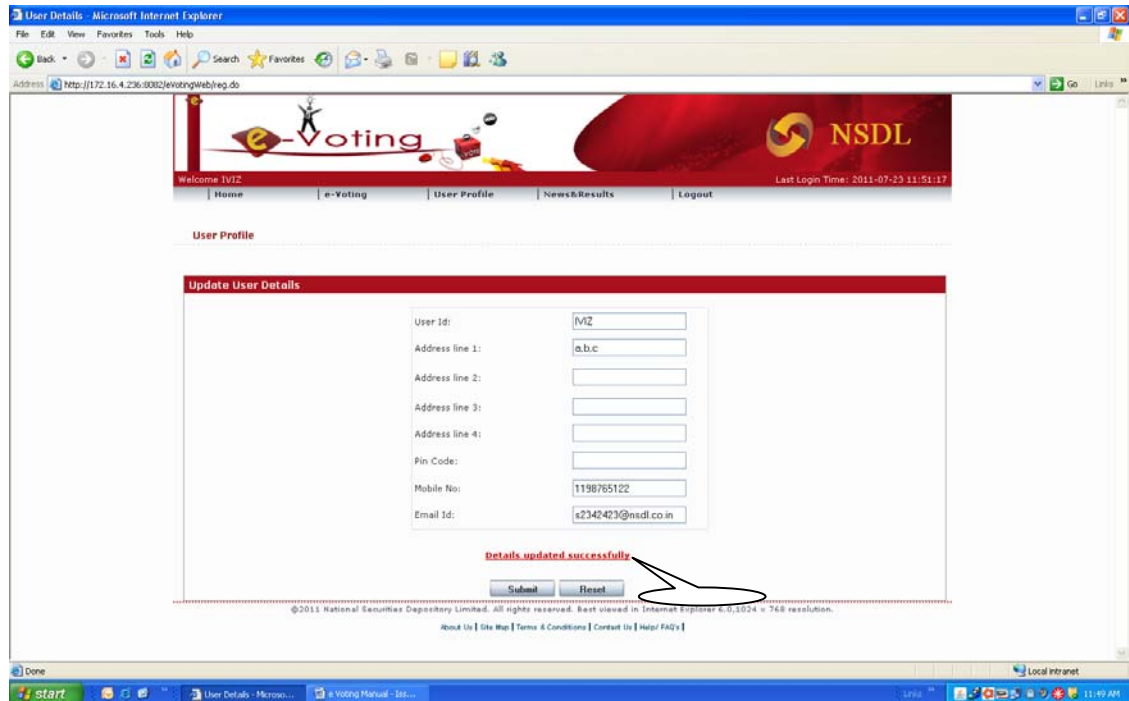 User Details - Microsoft Internet Explorer
File Edit View Favorites Tools Help
Back Search Favorites
Address http://172.16.4.236:8082/eVotingWeb/reg.do Go Links
e-Voting
NSDL
Welcome IVIZ Last Login Time: 2011-07-23 11:51:17
Home e-Voting User Profile News&Results Logout
User Profile
Update User Details
User Id: IVIZ
Address line 1: a,b,c
Address line 2:
Address line 3:
Address line 4:
Pin Code:
Mobile No: 1198765122
Email Id: s2342423@nsdl.co.in
Details updated successfully
Submit Reset
©2011 National Securities Depository Limited. All rights reserved. Best viewed in Internet Explorer 6.0,1024 x 768 resolution.
About Us | Site Map | Terms & Conditions | Contact Us | Help/ FAQ's |
Done Local intranet
start User Details - Microso... e Voting Manual - Iss... Links 11:49 AM